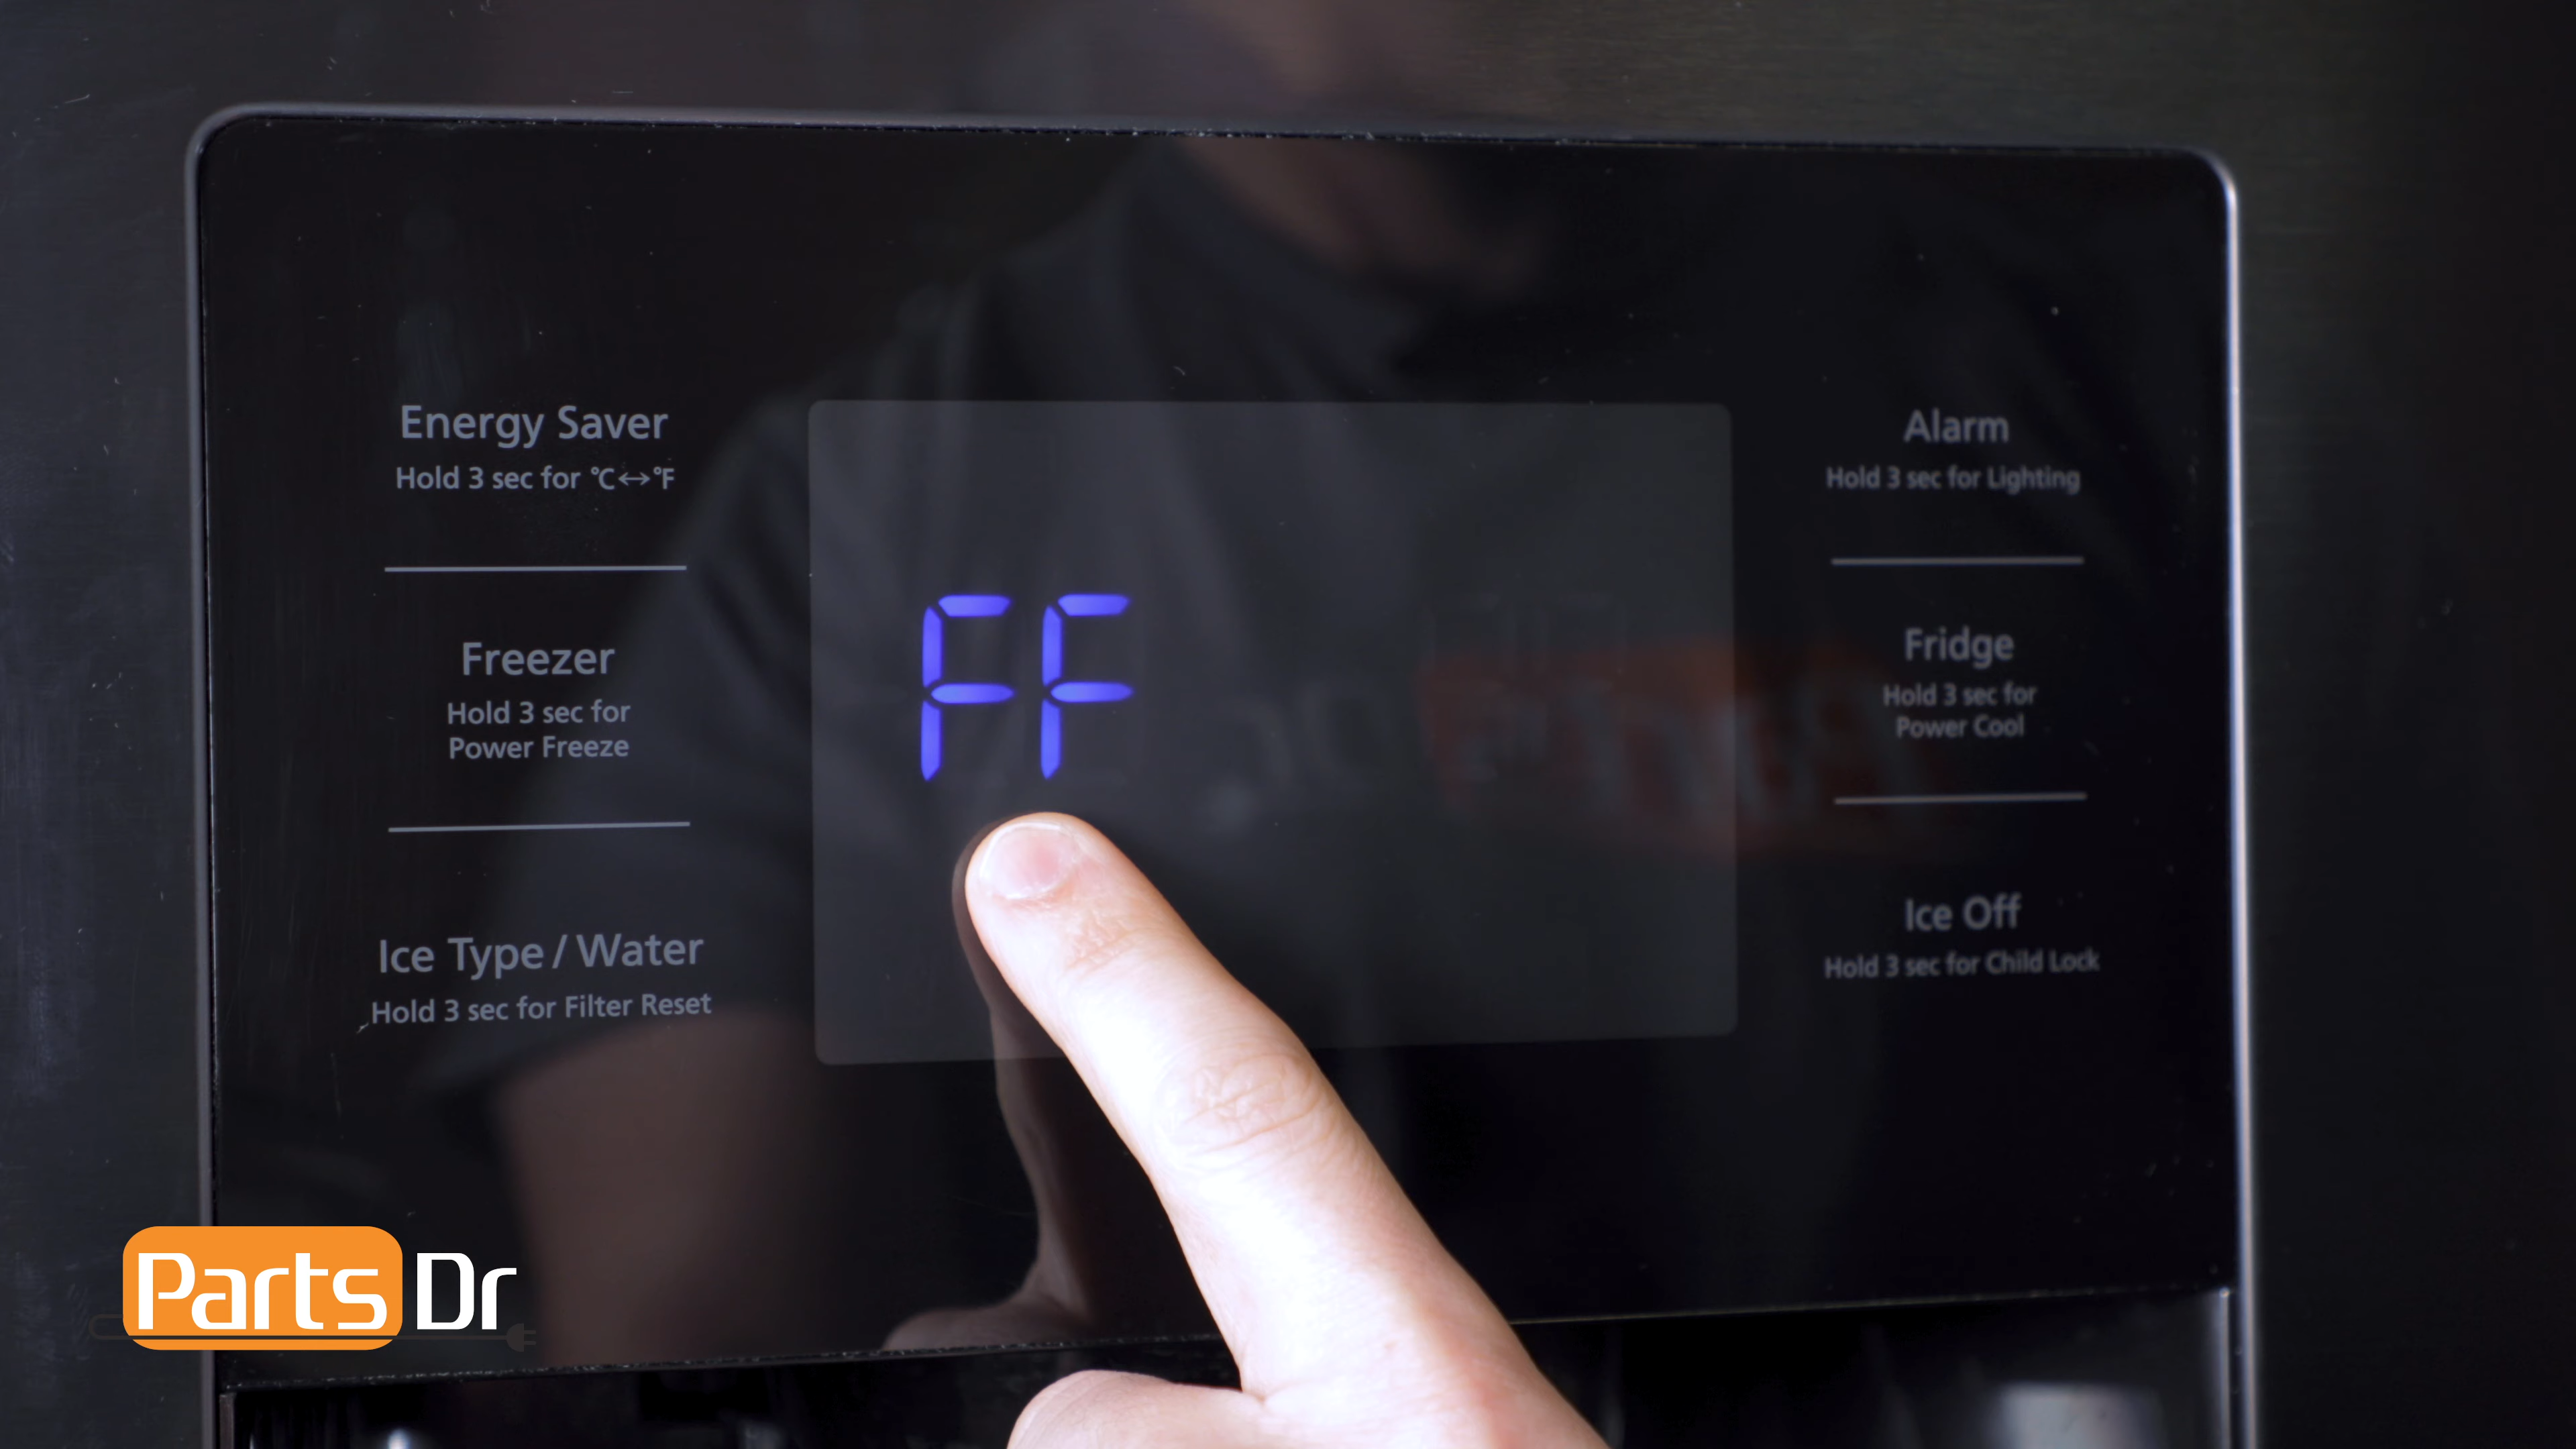 Energy Saver
Hold 3 sec for °C↔°F
Freezer
Hold 3 sec for
Power Freeze
Ice Type / Water
Hold 3 sec for Filter Reset
FF
Alarm
Hold 3 sec for Lighting
Fridge
Hold 3 sec for
Power Cool
Ice Off
Hold 3 sec for Child Lock
Parts Dr